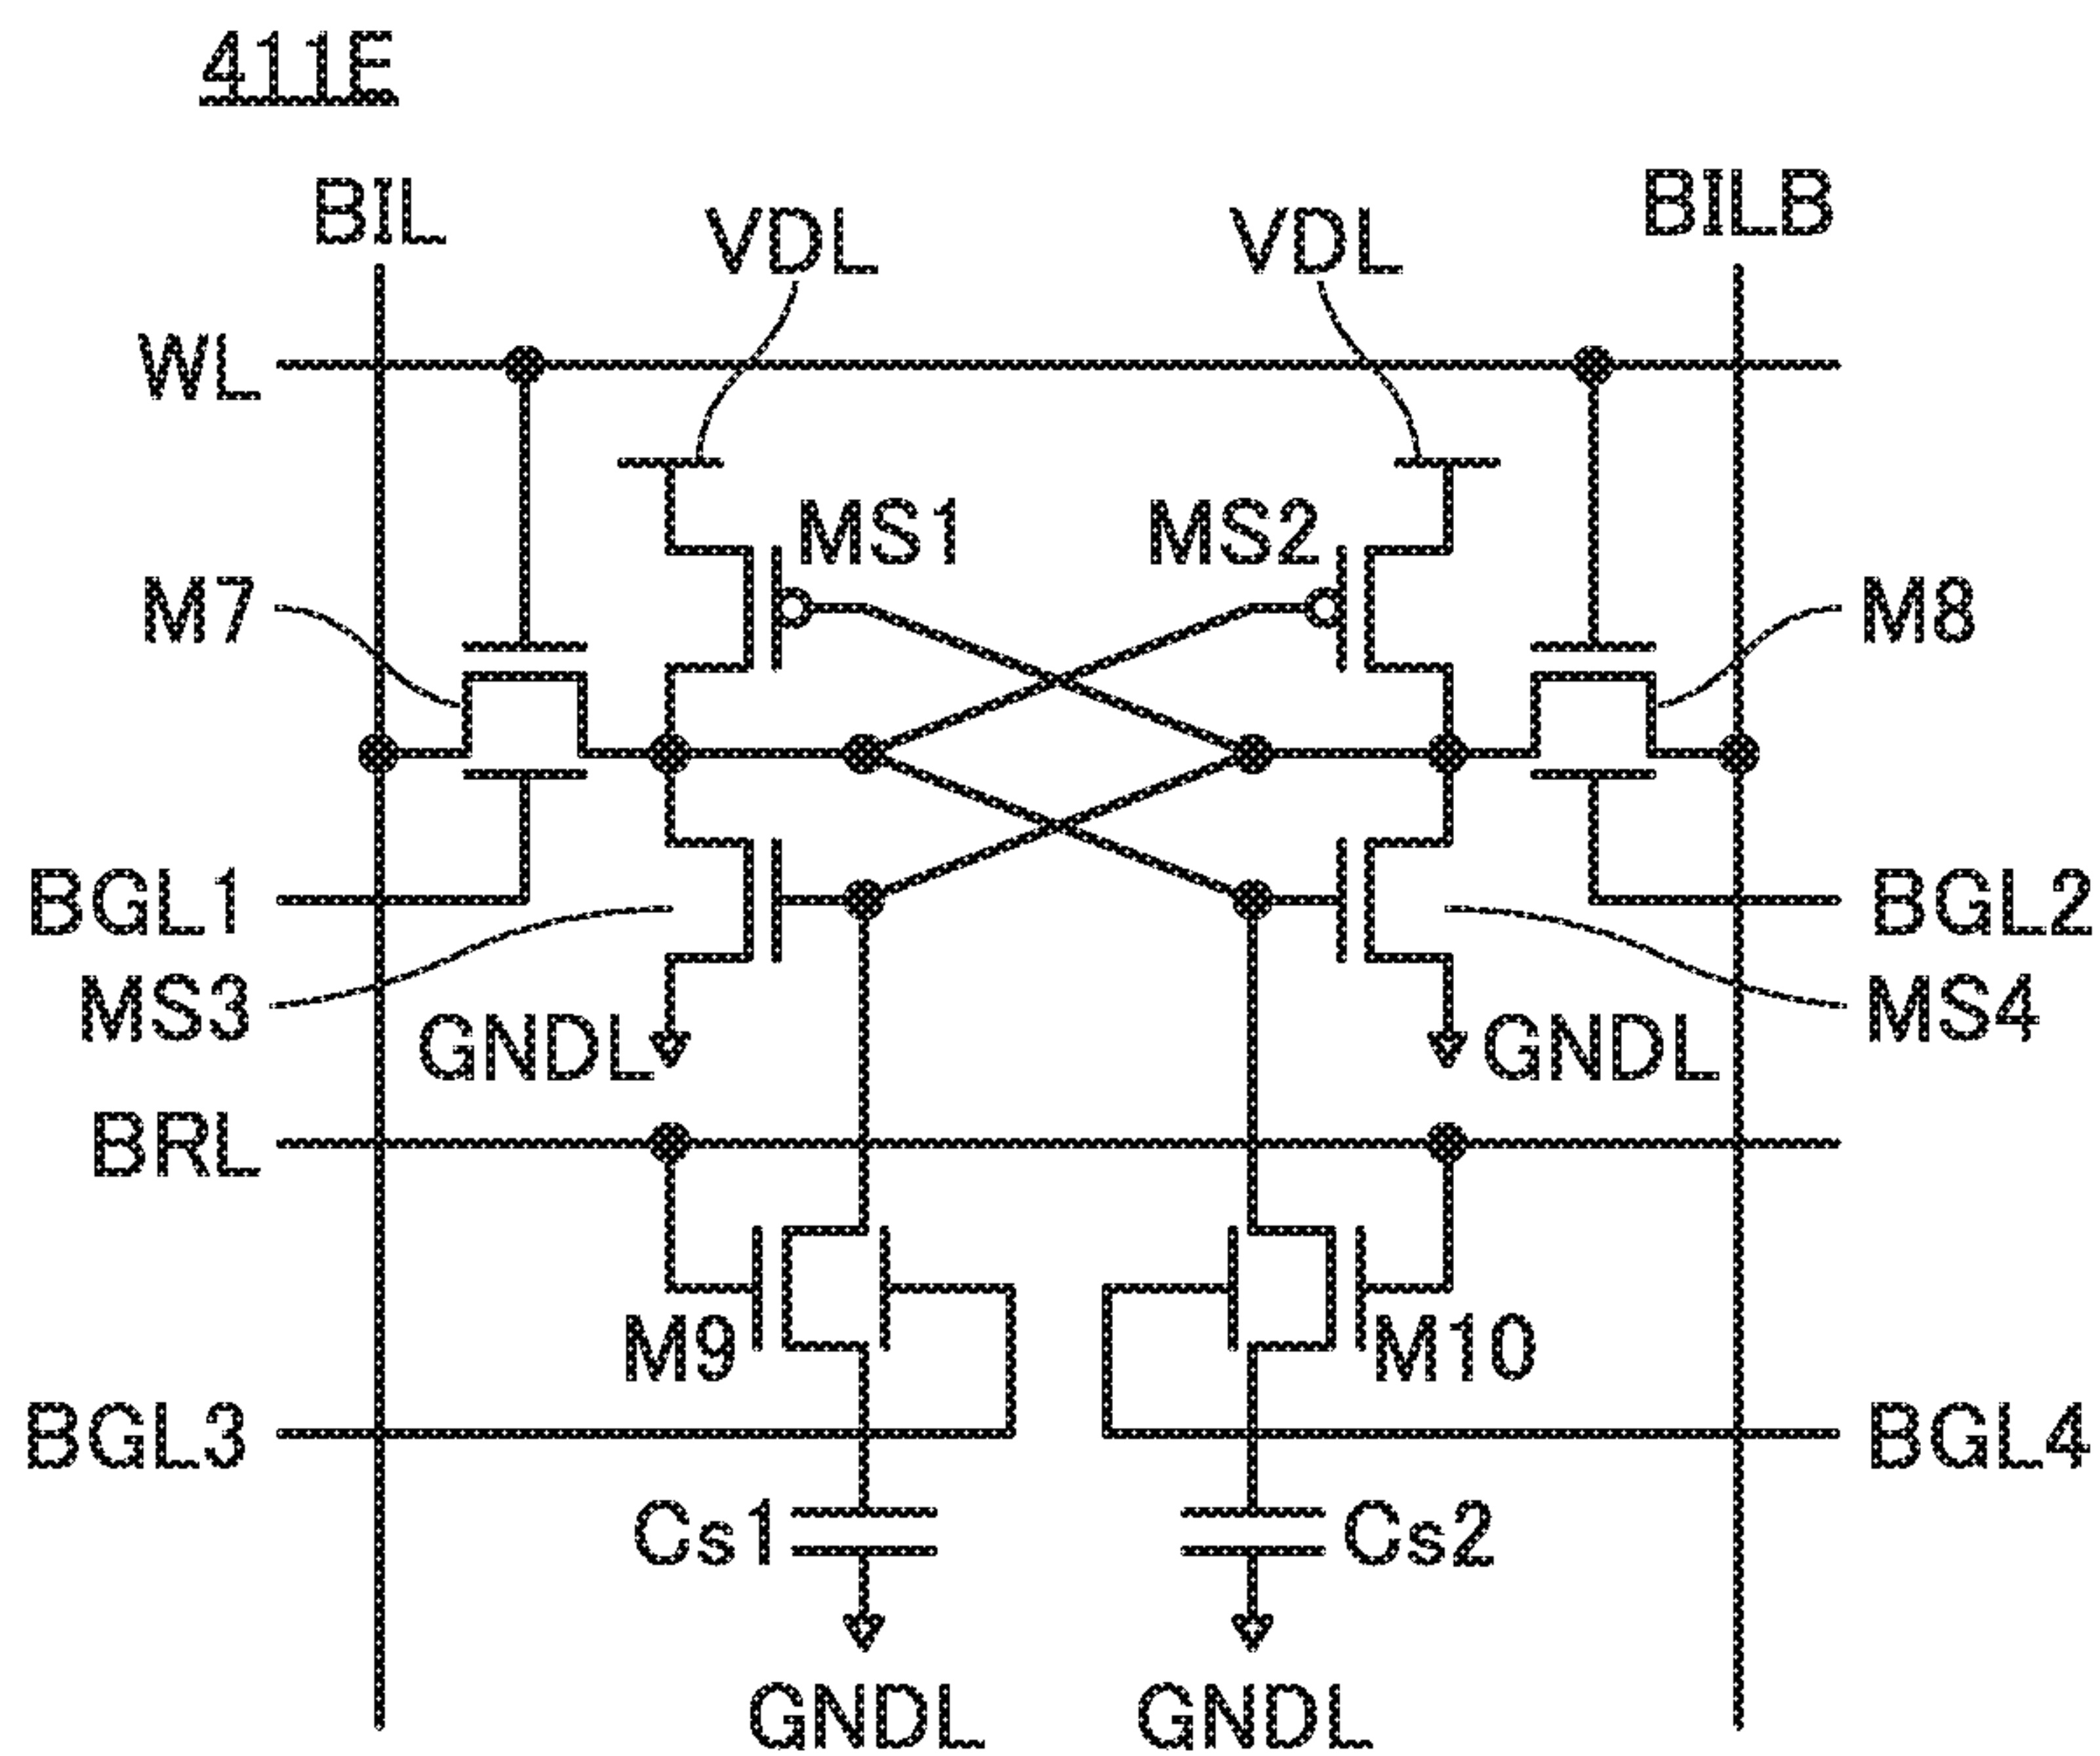 411E
BIL VDL VDL BILB
WL
MS1 MS2
M7 M8
BGL1 BGL2
MS3 MS4
GNDL GNDL
BRL
M9 M10
BGL3 BGL4
Cs1 Cs2
GNDL GNDL